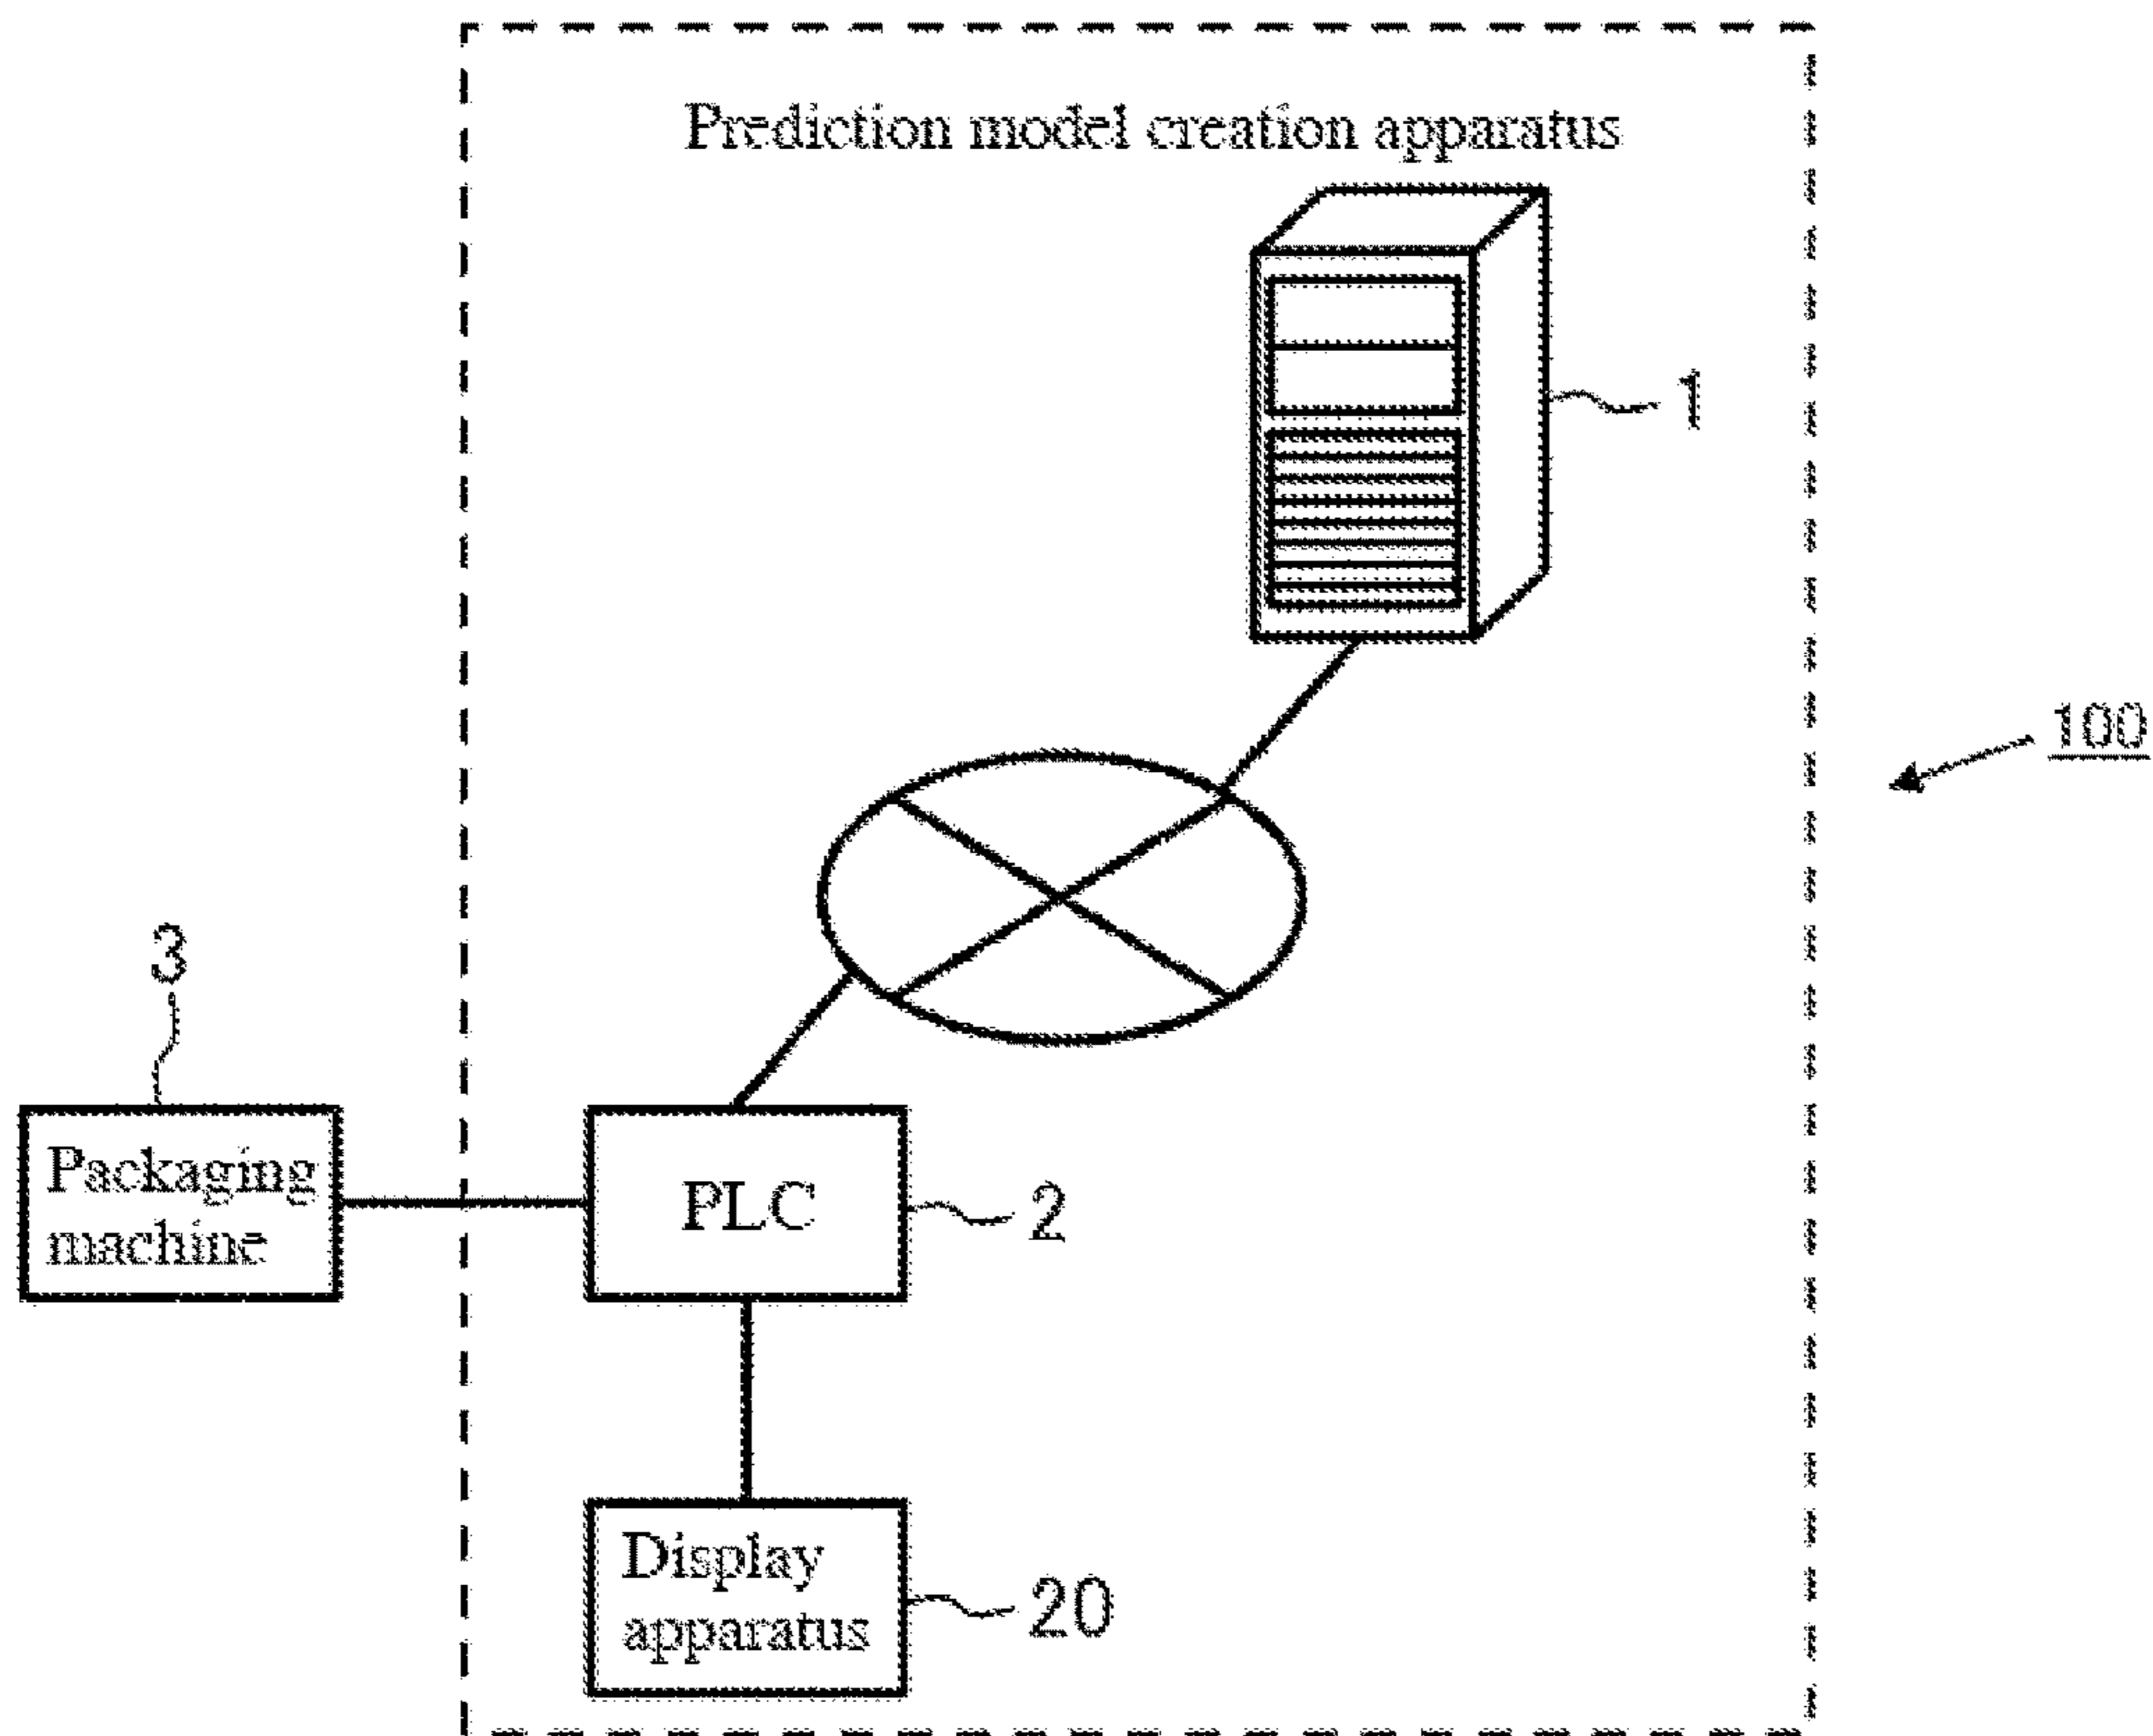 Prediction model creation apparatus
1
100
3
Packaging
machine
PLC
2
Display
apparatus
20